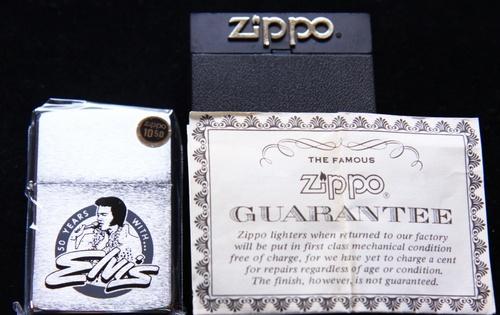 zippo
zippo
10 50
50 YEARS WITH...
Elvis
THE FAMOUS
zippo
GUARANTEE
Zippo lighters when returned to our factory
will be put in first class mechanical condition
free of charge, for we have yet to charge a cent
for repairs regardless of age or condition.
The finish, however, is not guaranteed.